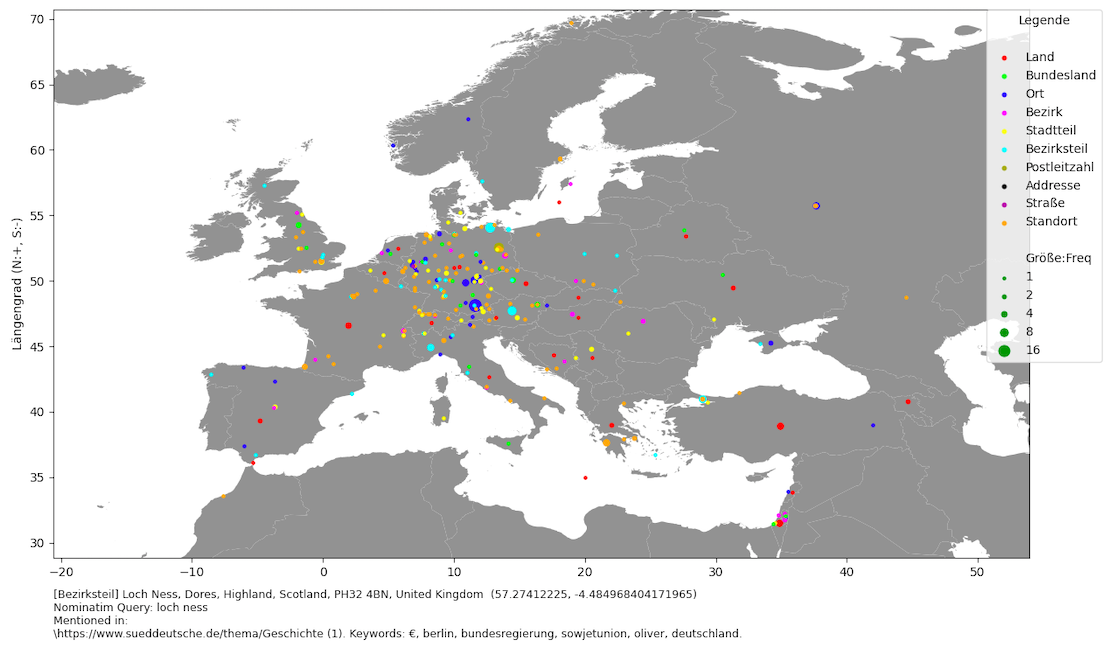 Legende
Land
Bundesland
Ort
Bezirk
Stadtteil
Bezirksteil
Postleitzahl
Addresse
Straße
Standort
Größe:Freq
1
2
4
8
16
70
65
60
55
50
45
40
35
30
Längengrad (N:+, S:-)
−20 −10 0 10 20 30 40 50
[Bezirksteil] Loch Ness, Dores, Highland, Scotland, PH32 4BN, United Kingdom (57.27412225, -4.484968404171965)
Nominatim Query: loch ness
Mentioned in:
\https://www.sueddeutsche.de/thema/Geschichte (1). Keywords: €, berlin, bundesregierung, sowjetunion, oliver, deutschland.